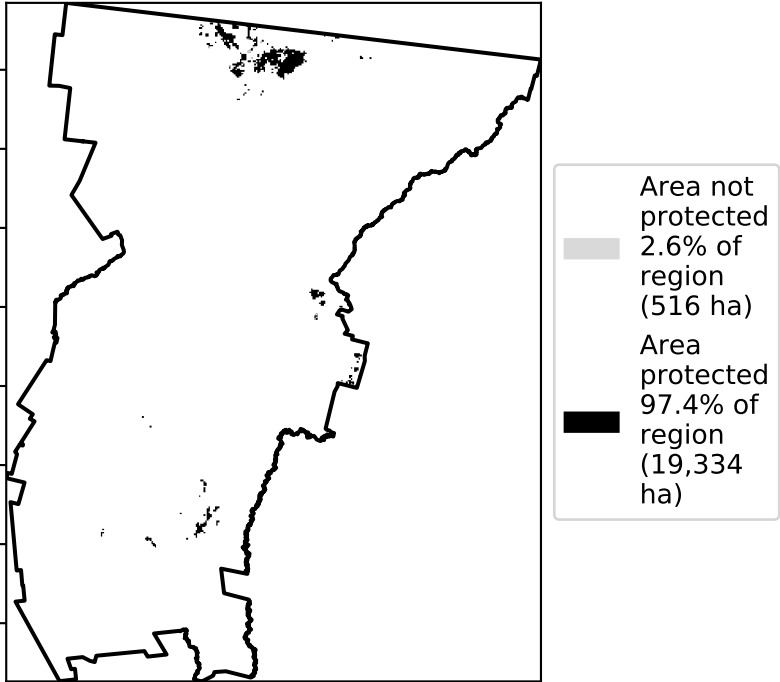 Area not
protected
2.6% of
region
(516 ha)
Area
protected
97.4% of
region
(19,334
ha)